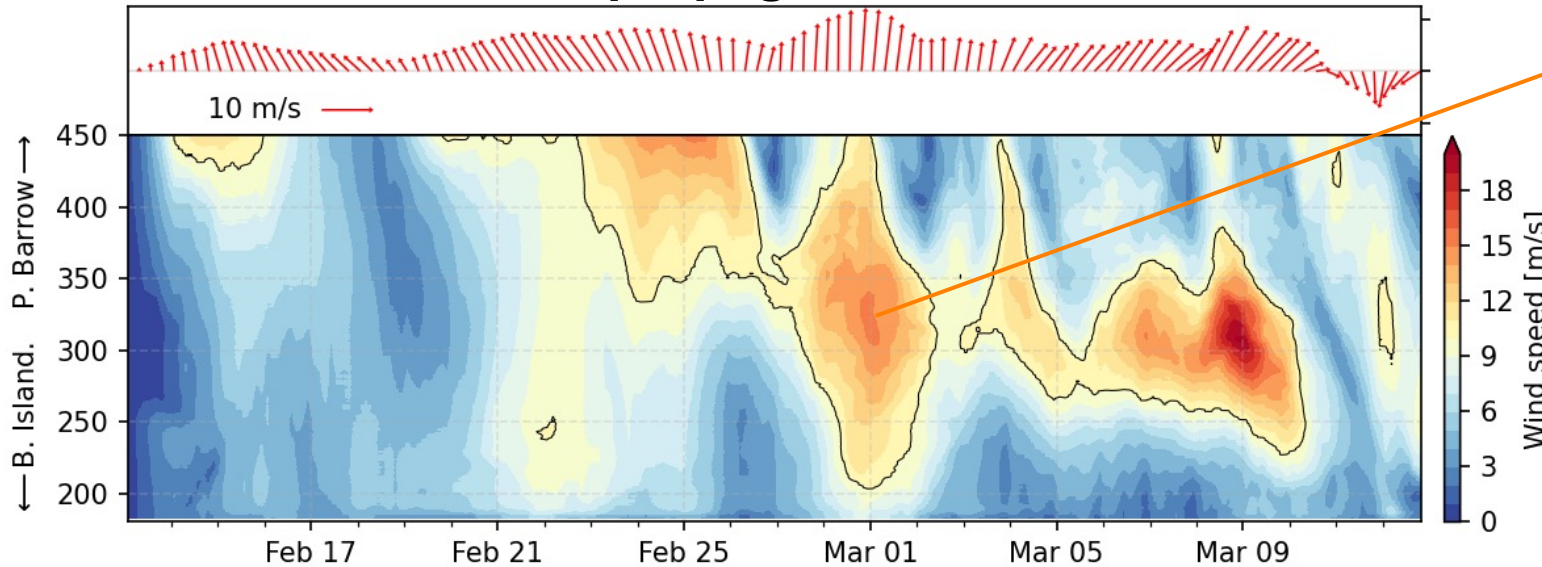 10 m/s
450
400
350
300
250
200
← B. Island.    P. Barrow →
Feb 17
Feb 21
Feb 25
Mar 01
Mar 05
Mar 09
18
15
12
9
6
3
0
Wind speed [m/s]